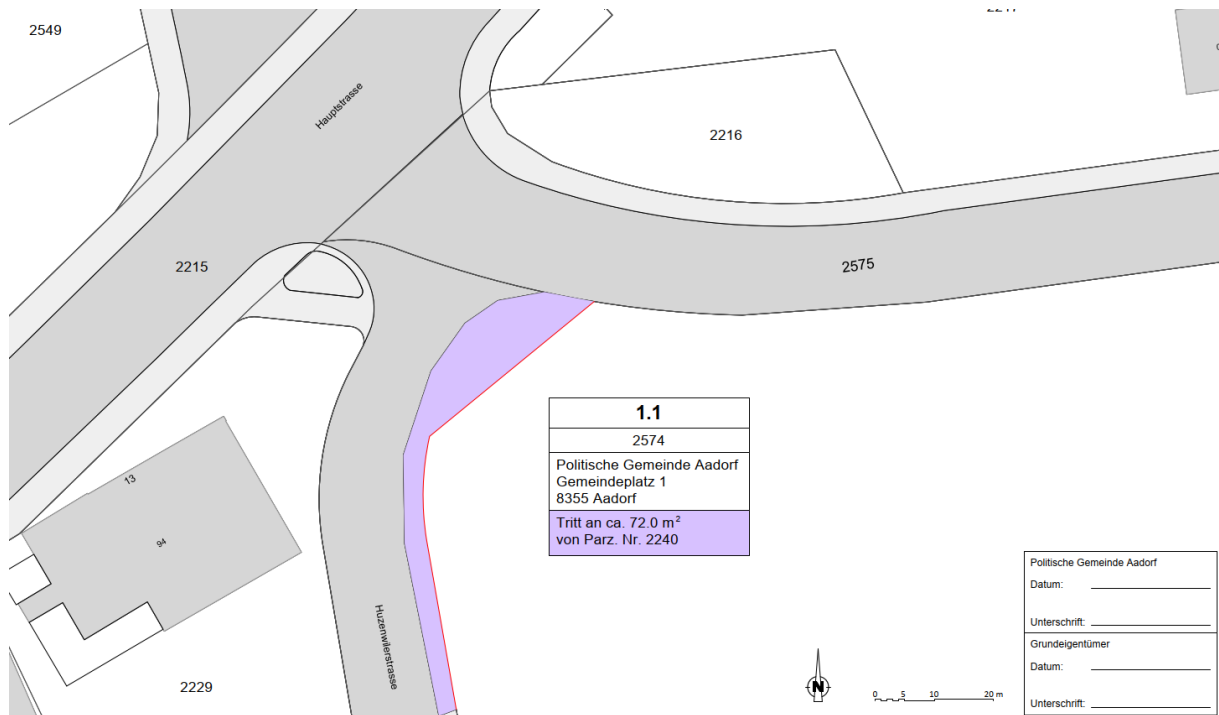 2549
Hauptstrasse
2216
2215
2575
1.1
2574
Politische Gemeinde Aadorf
Gemeindeplatz 1
8355 Aadorf
Tritt an ca. 72.0 m²
von Parz. Nr. 2240
13
94
Huzenwilerstrasse
2229
N
0 5 10 20 m
Politische Gemeinde Aadorf
Datum:
Unterschrift:
Grundeigentümer
Datum:
Unterschrift: